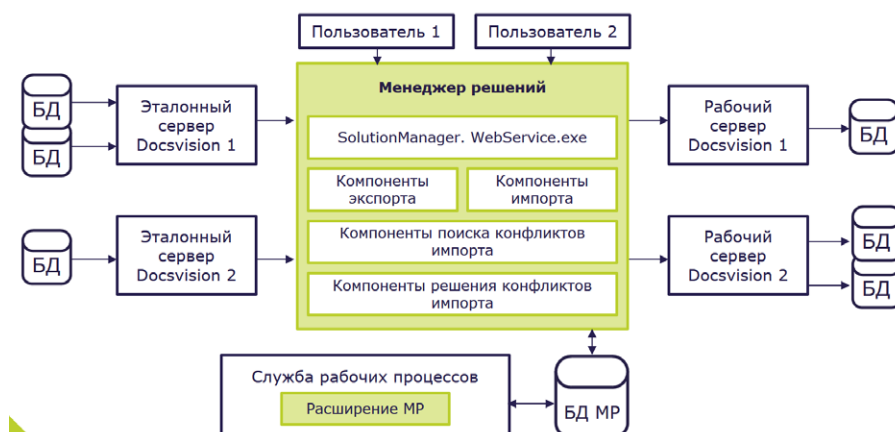 Пользователь 1
Пользователь 2
Менеджер решений
БД
БД
Эталонный
сервер
Docsvision 1
SolutionManager. WebService.exe
Рабочий
сервер
Docsvision 1
БД
Компоненты
экспорта
Компоненты
импорта
БД
Эталонный
сервер
Docsvision 2
Компоненты поиска конфликтов
импорта
Рабочий
сервер
Docsvision 2
БД
БД
Компоненты решения конфликтов
импорта
Служба рабочих процессов
Расширение МР
БД МР